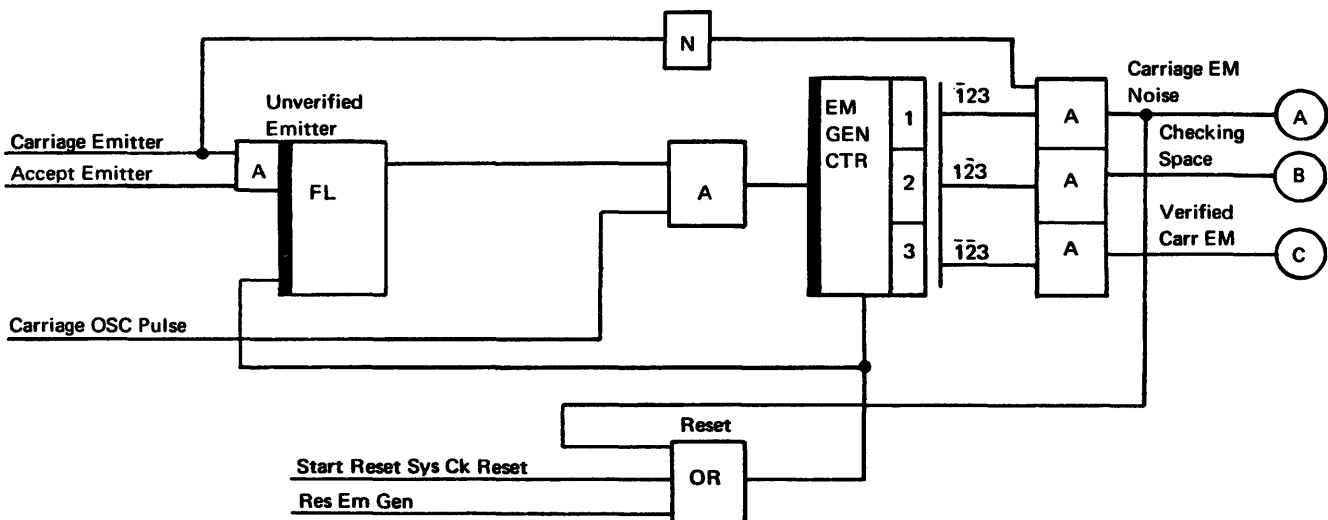 N
Carriage EM
Noise
Unverified
Emitter
EM
GEN
CTR
1
1̅23
A
A
Carriage Emitter
Accept Emitter
A
FL
A
Checking
Space
2
12̅3
A
B
Verified
Carr EM
3
1̅2̅3
A
C
Carriage OSC Pulse
Reset
Start Reset Sys Ck Reset
OR
Res Em Gen